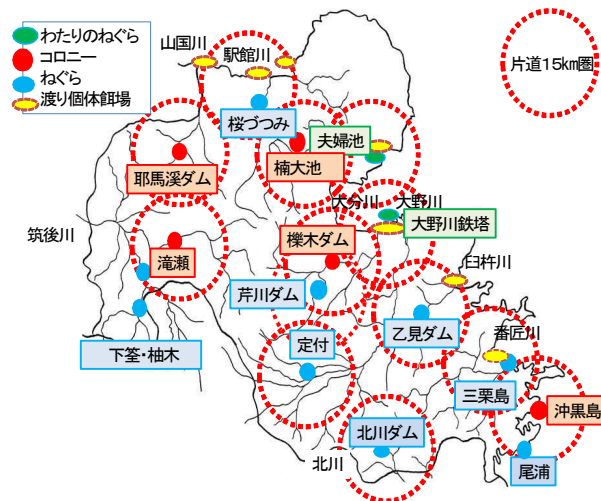 わたりのねぐら
コロニー
ねぐら
渡り個体餌場
山国川
駅館川
片道15km圏
桜づつみ
夫婦池
楠大池
耶馬溪ダム
大分川
大野川
大野川鉄塔
筑後川
櫟木ダム
滝瀬
臼杵川
芹川ダム
乙見ダム
番匠川
下筌・柚木
定付
三栗島
沖黒島
北川ダム
北川
尾浦